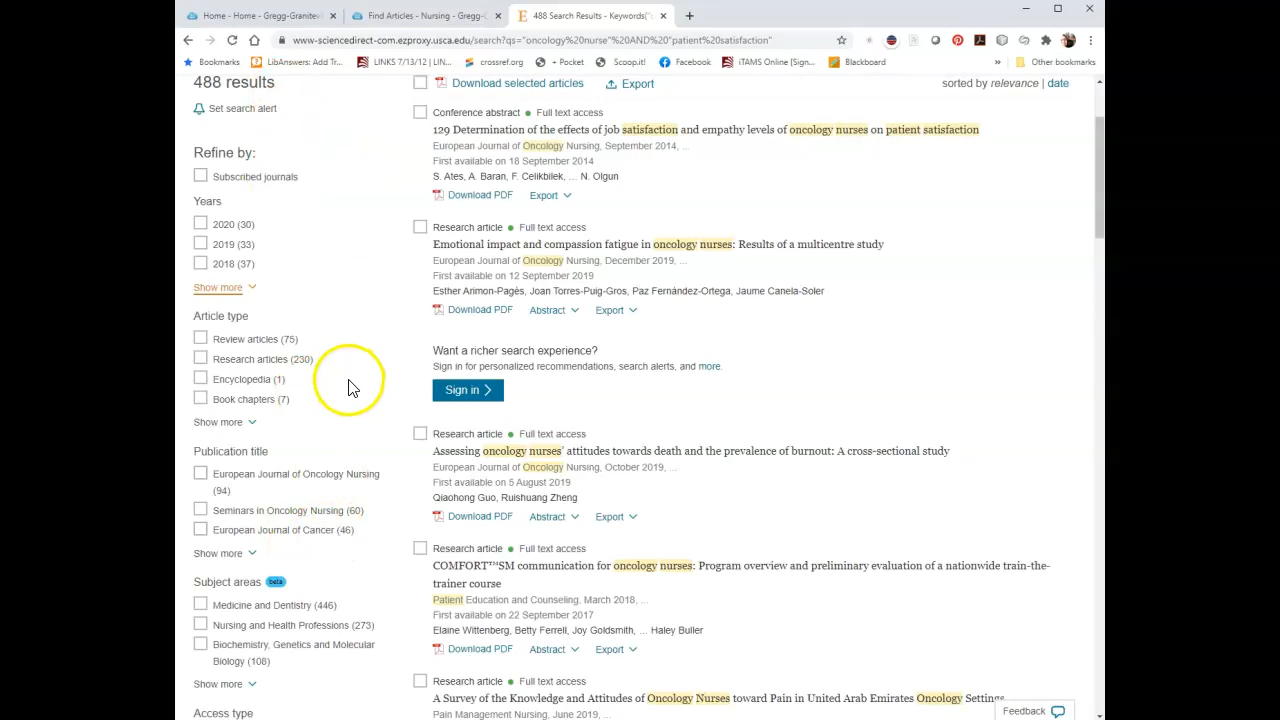 Home - Home - Gregg-Granitev
Find Articles - Nursing - Gregg-G
488 Search Results - Keywords("o
www-sciencedirect-com.ezproxy.usca.edu/search?qs="oncology%20nurse"%20AND%20"patient%20satisfaction"
Bookmarks
LibAnswers: Add Tr...
LINKS 7/13/12 | LIN...
crossref.org
+ Pocket
Scoop.it!
Facebook
iTAMS Online [Sign...
Blackboard
»
Other bookmarks
488 results
Set search alert
Refine by:
Subscribed journals
Years
2020 (30)
2019 (33)
2018 (37)
Show more
Article type
Review articles (75)
Research articles (230)
Encyclopedia (1)
Book chapters (7)
Show more
Publication title
European Journal of Oncology Nursing
(94)
Seminars in Oncology Nursing (60)
European Journal of Cancer (46)
Show more
Subject areas beta
Medicine and Dentistry (446)
Nursing and Health Professions (273)
Biochemistry, Genetics and Molecular
Biology (108)
Show more
Access type
Download selected articles
Export
sorted by relevance | date
Conference abstract ● Full text access
129 Determination of the effects of job satisfaction and empathy levels of oncology nurses on patient satisfaction
European Journal of Oncology Nursing, September 2014, ...
First available on 18 September 2014
S. Ates, A. Baran, F. Celikbilek, ... N. Olgun
Download PDF Export
Research article ● Full text access
Emotional impact and compassion fatigue in oncology nurses: Results of a multicentre study
European Journal of Oncology Nursing, December 2019, ...
First available on 12 September 2019
Esther Arimon-Pagès, Joan Torres-Puig-Gros, Paz Fernández-Ortega, Jaume Canela-Soler
Download PDF Abstract Export
Want a richer search experience?
Sign in for personalized recommendations, search alerts, and more.
Sign in
Research article ● Full text access
Assessing oncology nurses' attitudes towards death and the prevalence of burnout: A cross-sectional study
European Journal of Oncology Nursing, October 2019, ...
First available on 5 August 2019
Qiaohong Guo, Ruishuang Zheng
Download PDF Abstract Export
Research article ● Full text access
COMFORT™SM communication for oncology nurses: Program overview and preliminary evaluation of a nationwide train-the-
trainer course
Patient Education and Counseling, March 2018, ...
First available on 22 September 2017
Elaine Wittenberg, Betty Ferrell, Joy Goldsmith, ... Haley Buller
Download PDF Abstract Export
Research article ● Full text access
A Survey of the Knowledge and Attitudes of Oncology Nurses toward Pain in United Arab Emirates Oncology Settings
Pain Management Nursing, June 2019, ...
Feedback